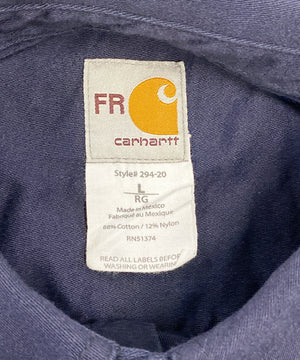 FR
carhartt
Style# 294-20
L
RG
Made in MEXICO
Fabriqué au Mexique
88% Cotton / 12% Nylon
RN51374
READ ALL LABELS BEFORE
WASHING OR WEARING